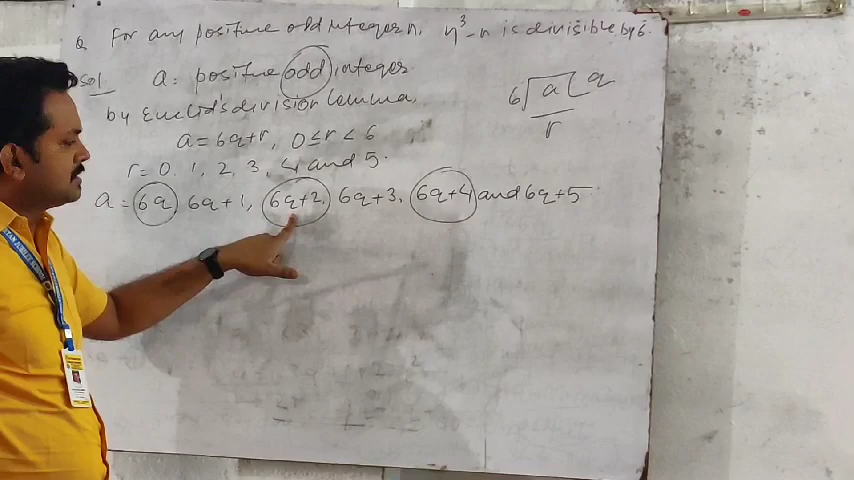 Q For any positive odd integer n, n³-n is divisible by 6.
Sol. a = positive odd integer
by Euclid's division lemma,
a = 6q+r, 0 ≤ r < 6
r = 0, 1, 2, 3, 4 and 5.
a = 6q, 6q+1, 6q+2, 6q+3, 6q+4 and 6q+5
6 a q
r